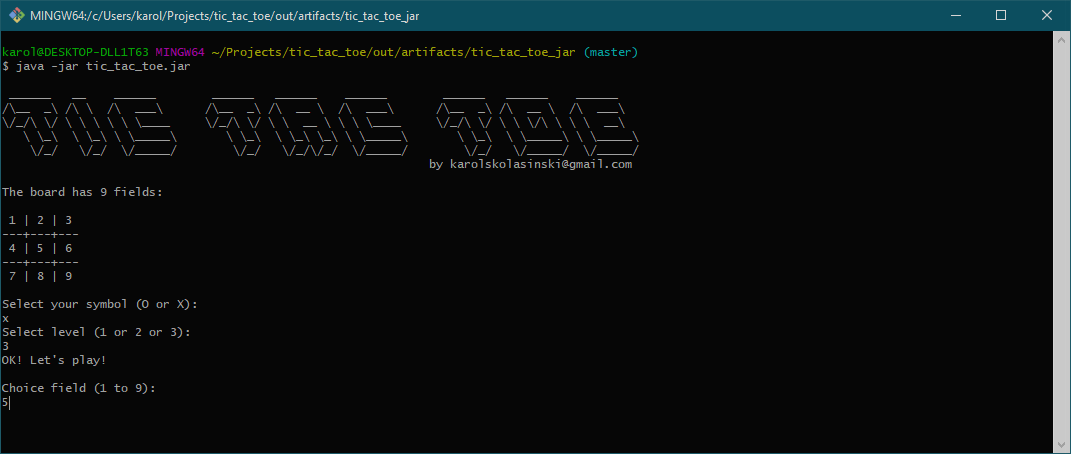 MINGW64:/c/Users/karol/Projects/tic_tac_toe/out/artifacts/tic_tac_toe_jar
karol@DESKTOP-DLL1T63 MINGW64 ~/Projects/tic_tac_toe/out/artifacts/tic_tac_toe_jar (master)
$ java -jar tic_tac_toe.jar
TIC TAC TOE
by karolskolasinski@gmail.com
The board has 9 fields:
1 | 2 | 3
---+---+---
4 | 5 | 6
---+---+---
7 | 8 | 9
Select your symbol (O or X):
x
Select level (1 or 2 or 3):
3
OK! Let's play!
Choice field (1 to 9):
5